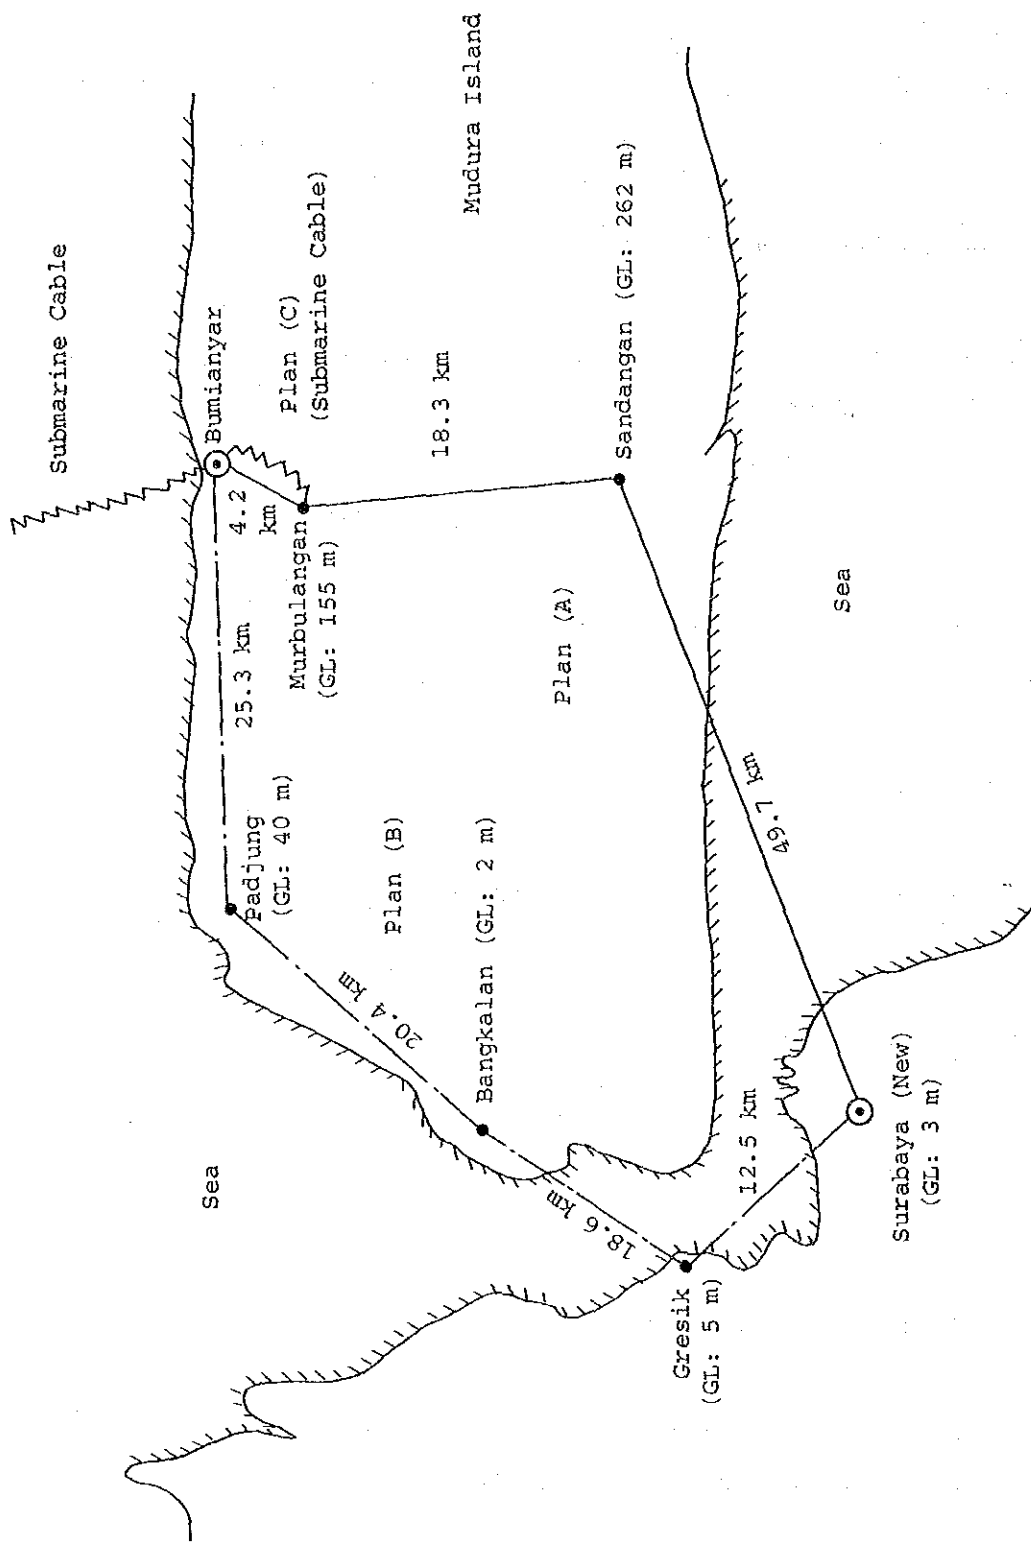 Submarine Cable
Bumianyar
Plan (C)
(Submarine Cable)
Mudura Island
4.2
km
18.3 km
Murbulangan
(GL: 155 m)
Sandangan (GL: 262 m)
25.3 km
Padjung
(GL: 40 m)
Plan (B)
Plan (A)
Sea
20.4 km
Bangkalan (GL: 2 m)
49.7 km
Sea
18.6 km
12.5 km
Gresik
(GL: 5 m)
Surabaya (New)
(GL: 3 m)